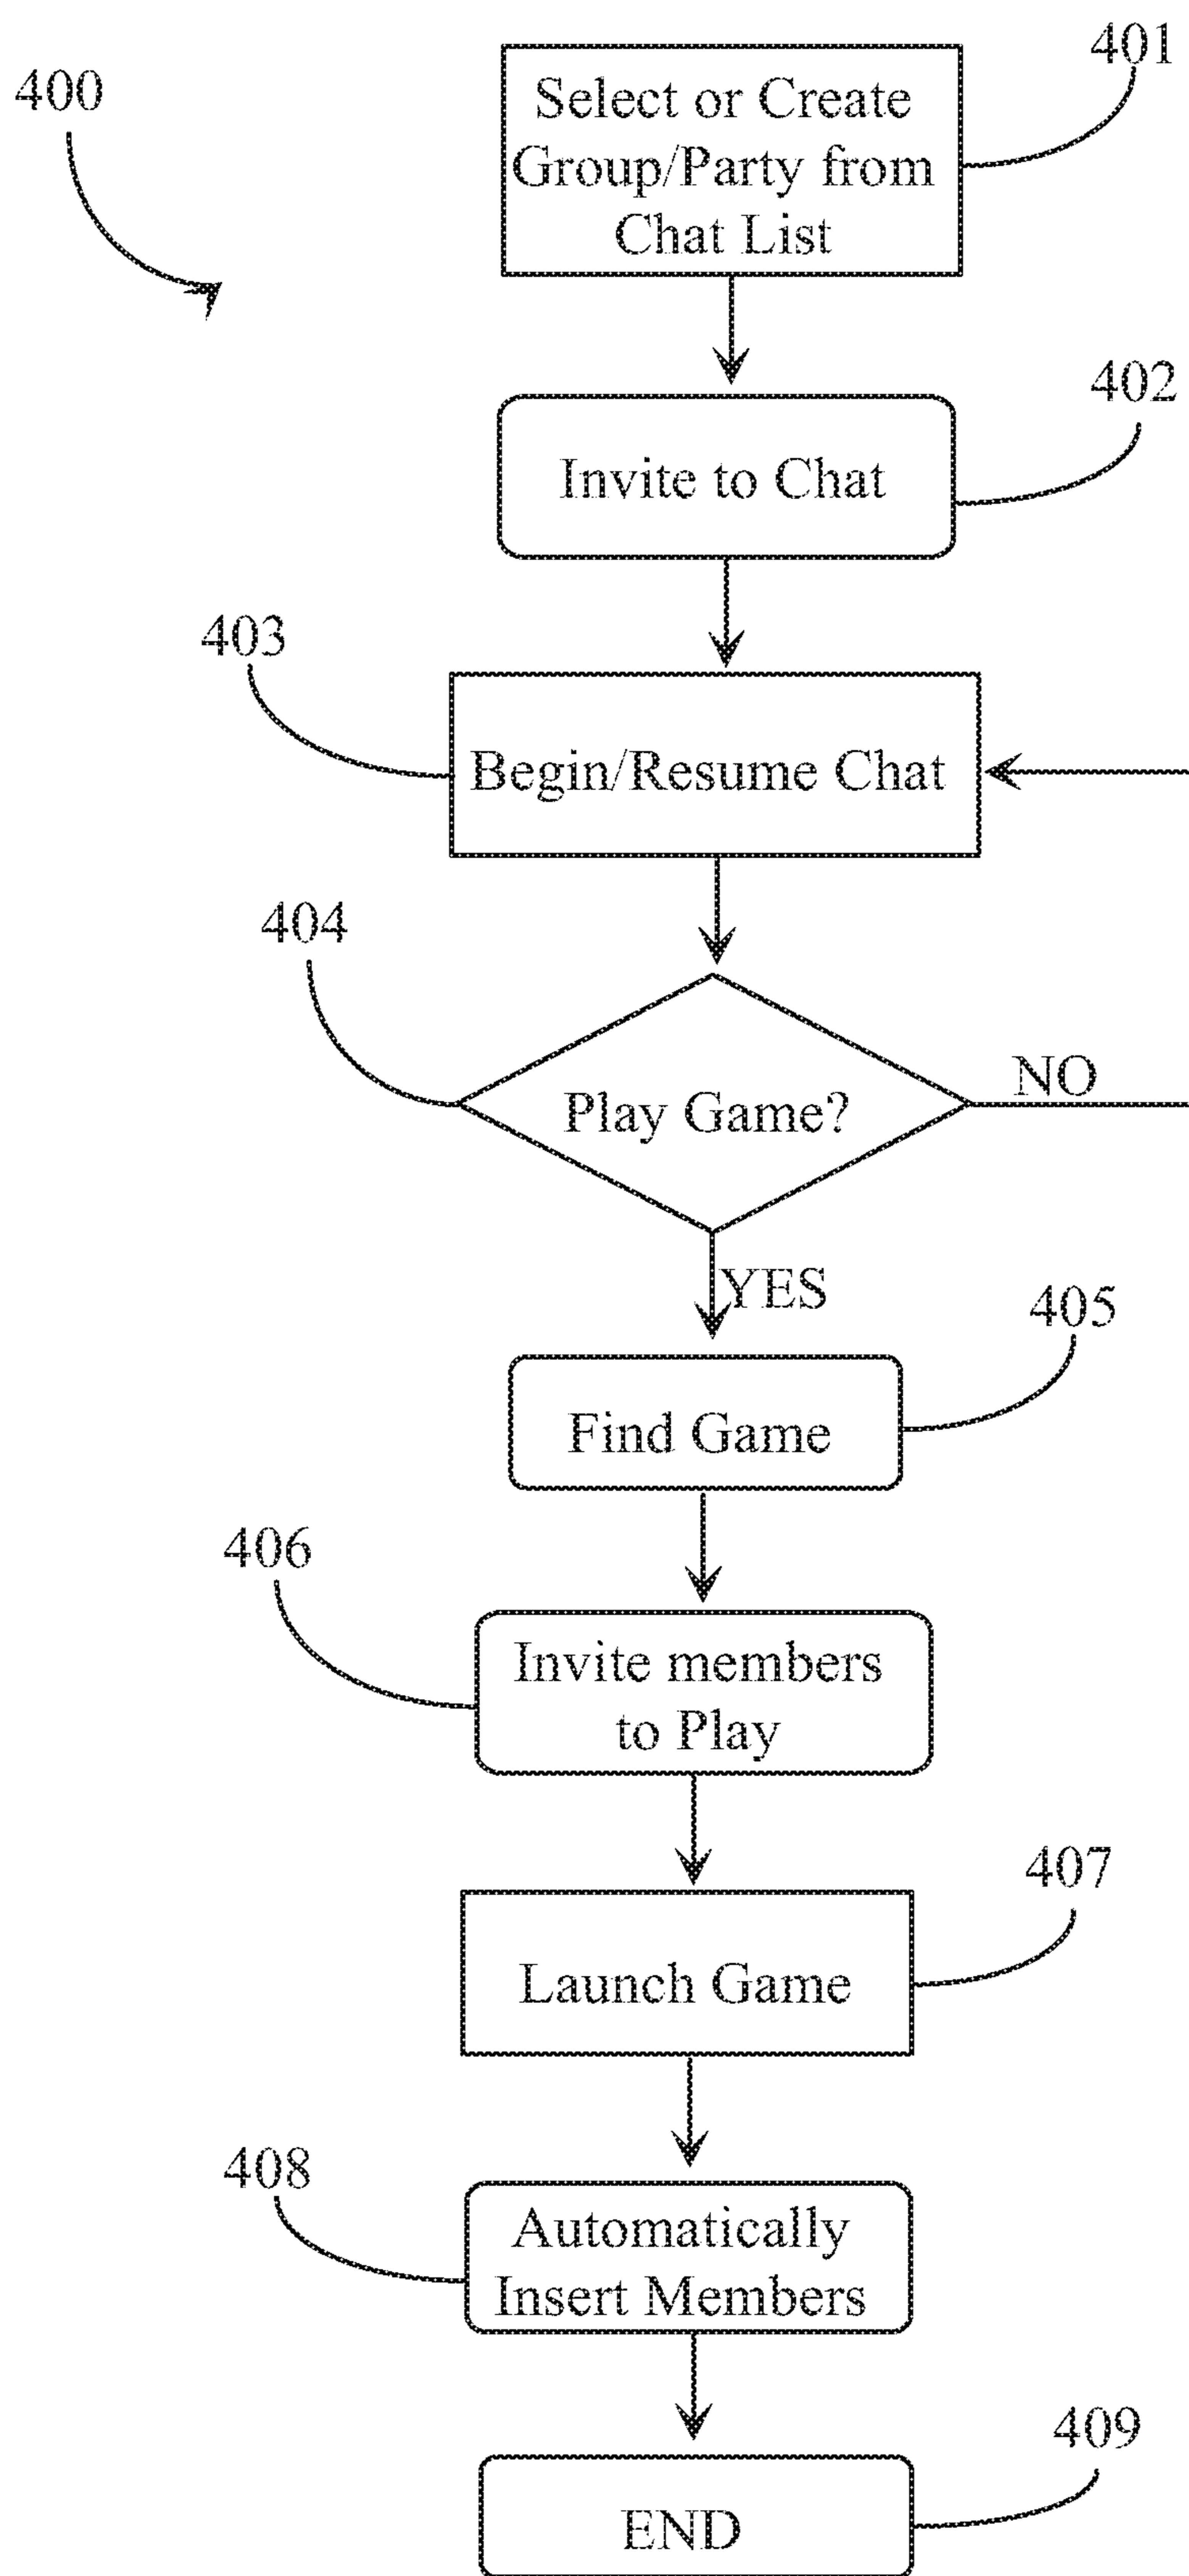 401
400
Select or Create
Group/Party from
Chat List
402
Invite to Chat
403
Begin/Resume Chat
404
NO
Play Game?
YES
405
Find Game
406
Invite members
to Play
407
Launch Game
408
Automatically
Insert Members
409
END